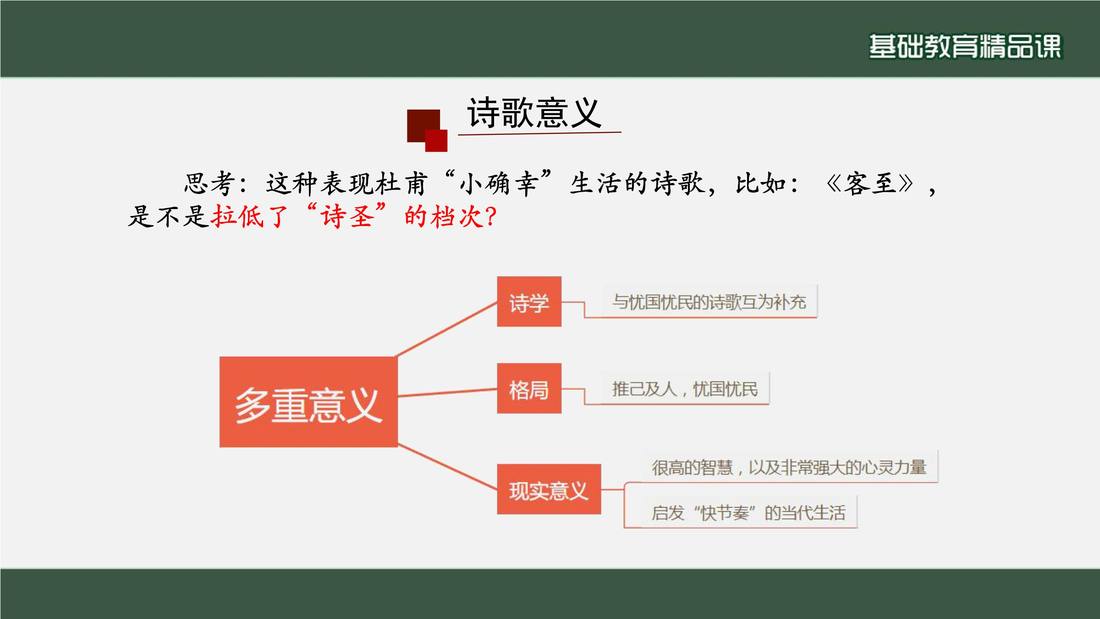 基础教育精品课
诗歌意义
思考：这种表现杜甫“小确幸”生活的诗歌，比如：《客至》，
是不是拉低了“诗圣”的档次？
多重意义
诗学
与忧国忧民的诗歌互为补充
格局
推己及人，忧国忧民
现实意义
很高的智慧，以及非常强大的心灵力量
启发“快节奏”的当代生活